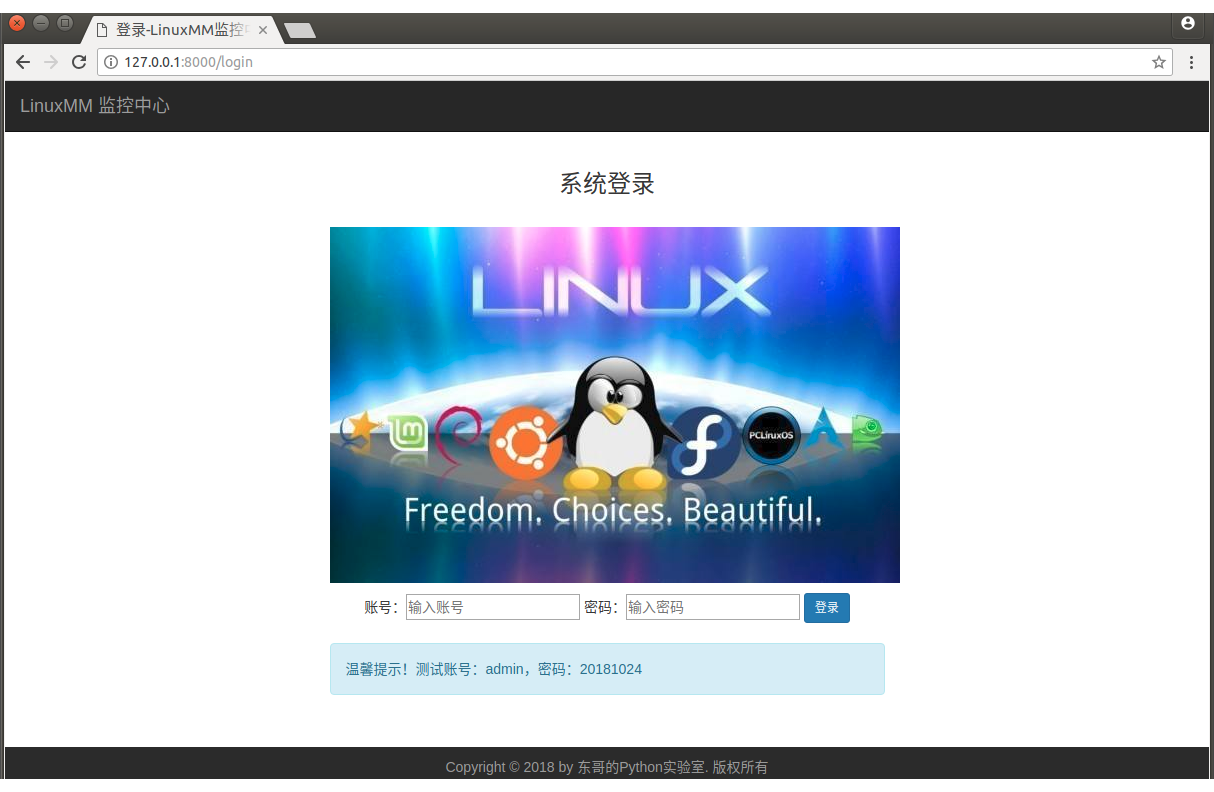 登录-LinuxMM监控
127.0.0.1:8000/login
LinuxMM 监控中心
系统登录
LINUX
PCLinuxOS
Freedom. Choices. Beautiful.
账号：输入账号 密码：输入密码 登录
温馨提示！测试账号：admin，密码：20181024
Copyright © 2018 by 东哥的Python实验室. 版权所有